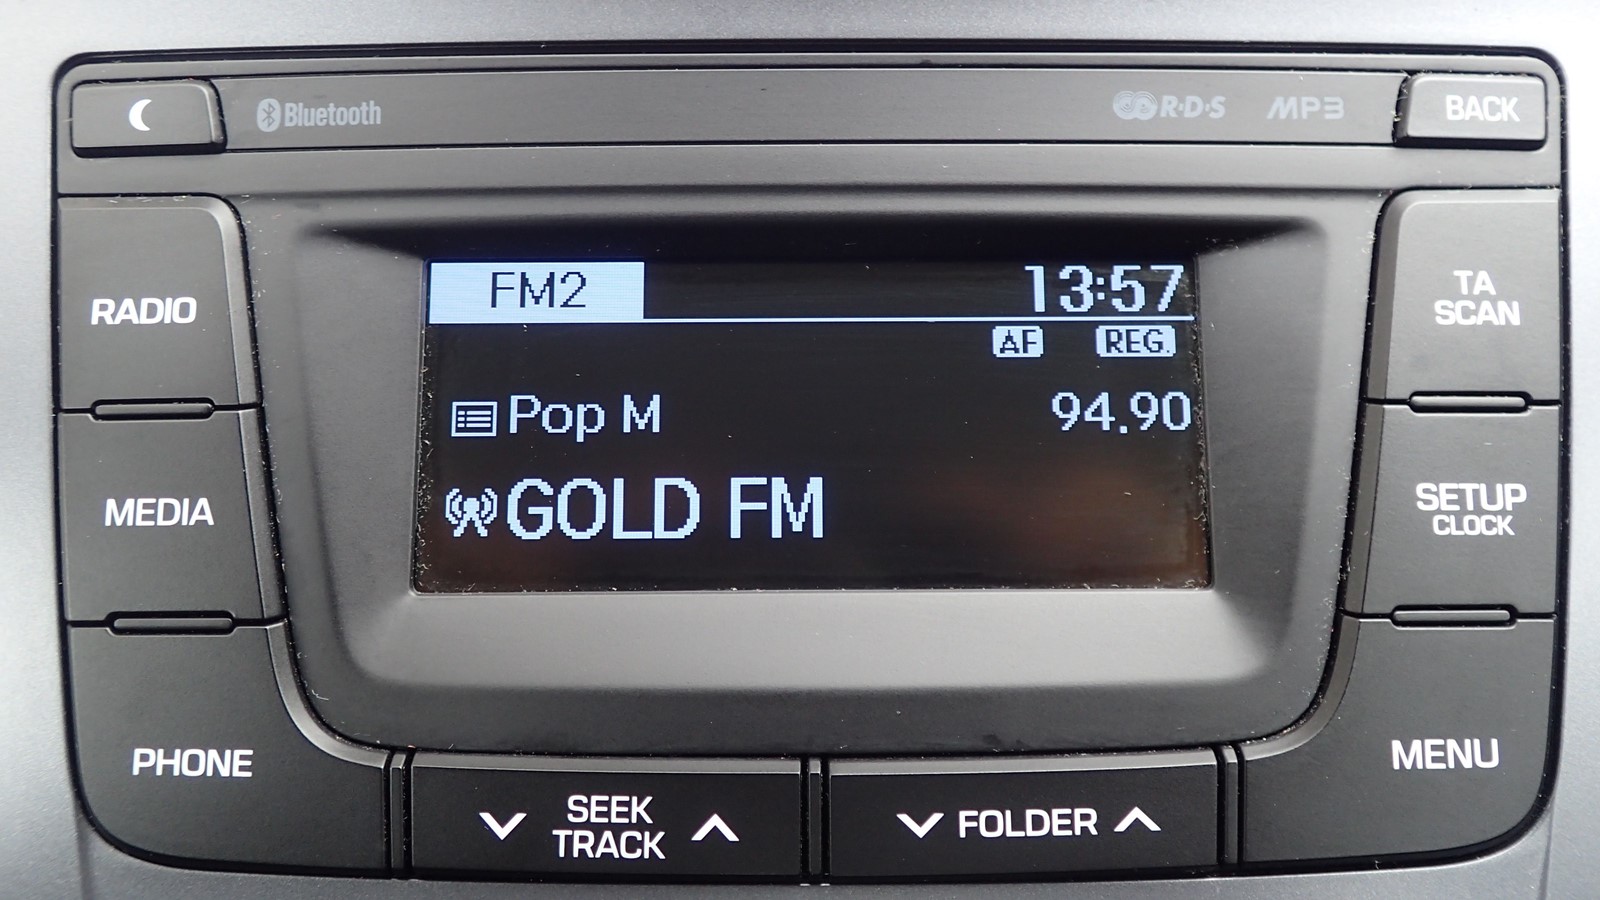 Bluetooth R·D·S MP3 BACK
FM2 13:57
AF REG.
Pop M 94.90
GOLD FM
RADIO
MEDIA
PHONE
TA
SCAN
SETUP
CLOCK
MENU
SEEK
TRACK
FOLDER